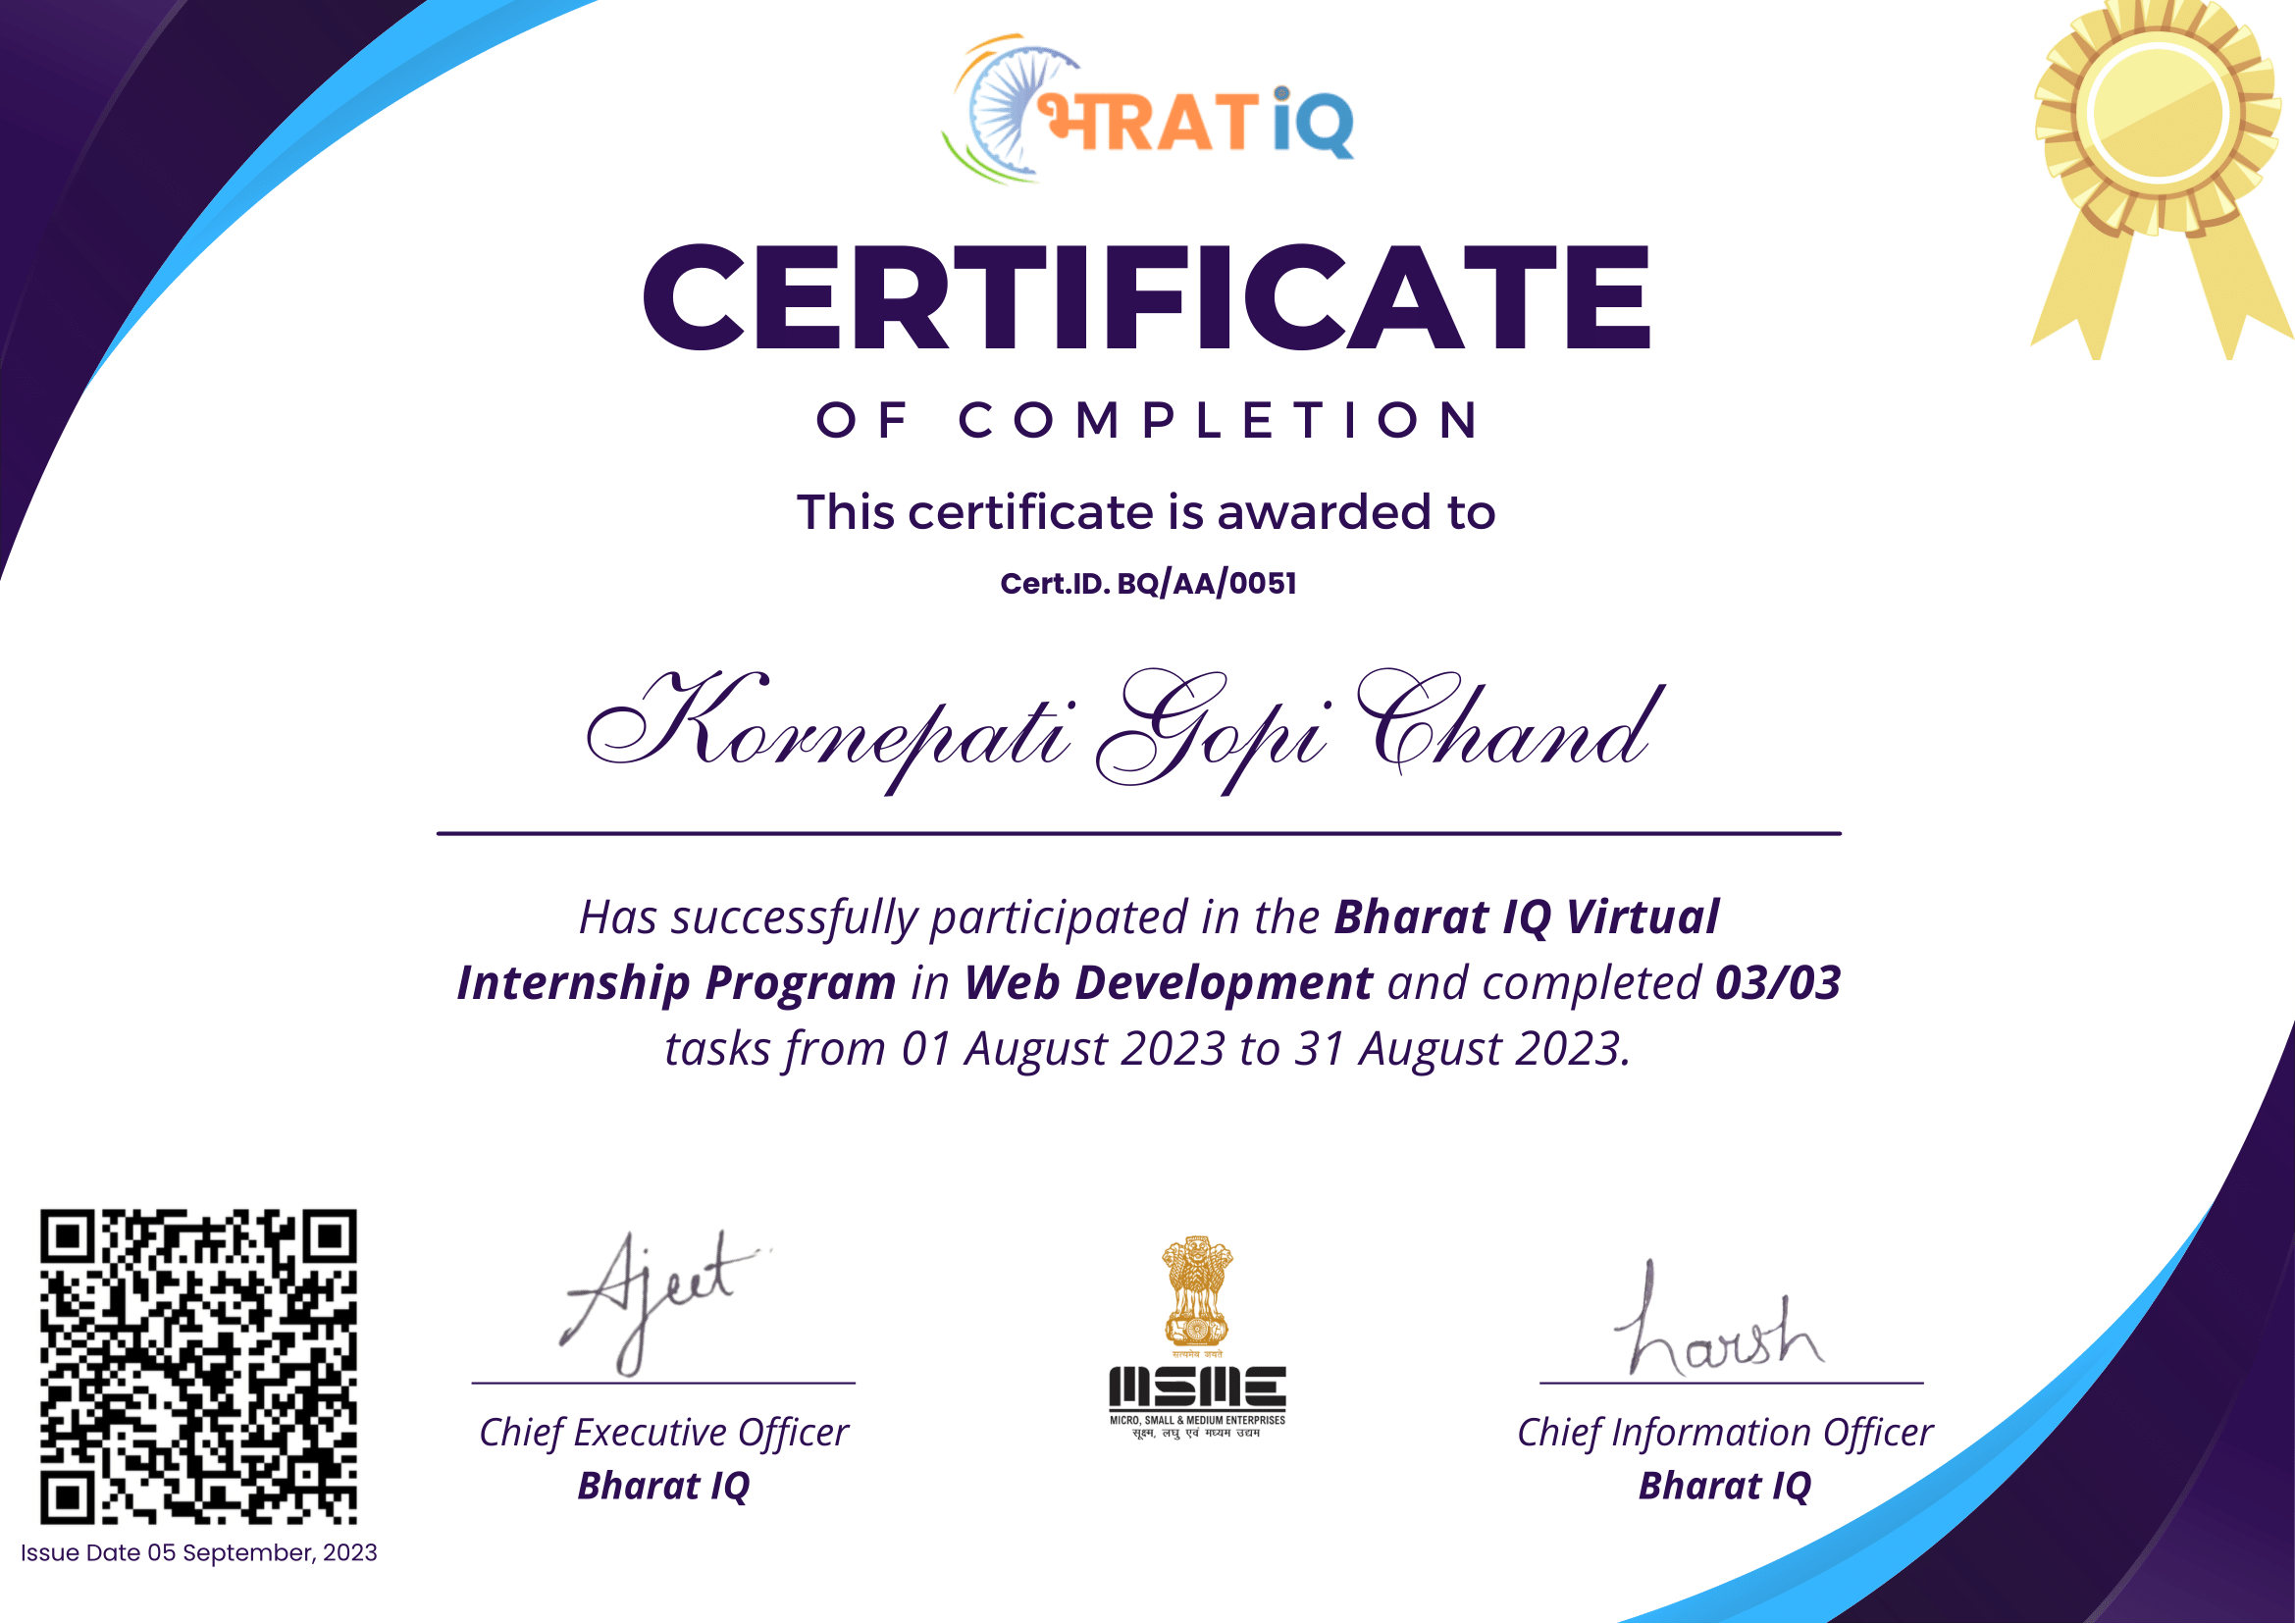 भारAT iQ
CERTIFICATE
OF COMPLETION
This certificate is awarded to
Cert.ID. BQ/AA/0051
Kornepati Gopi Chand
Has successfully participated in the Bharat IQ Virtual
Internship Program in Web Development and completed 03/03
tasks from 01 August 2023 to 31 August 2023.
Ajeet
Chief Executive Officer
Bharat IQ
सत्यमेव जयते
MSME
MICRO, SMALL & MEDIUM ENTERPRISES
सूक्ष्म, लघु एवं मध्यम उद्यम
harsh
Chief Information Officer
Bharat IQ
Issue Date 05 September, 2023